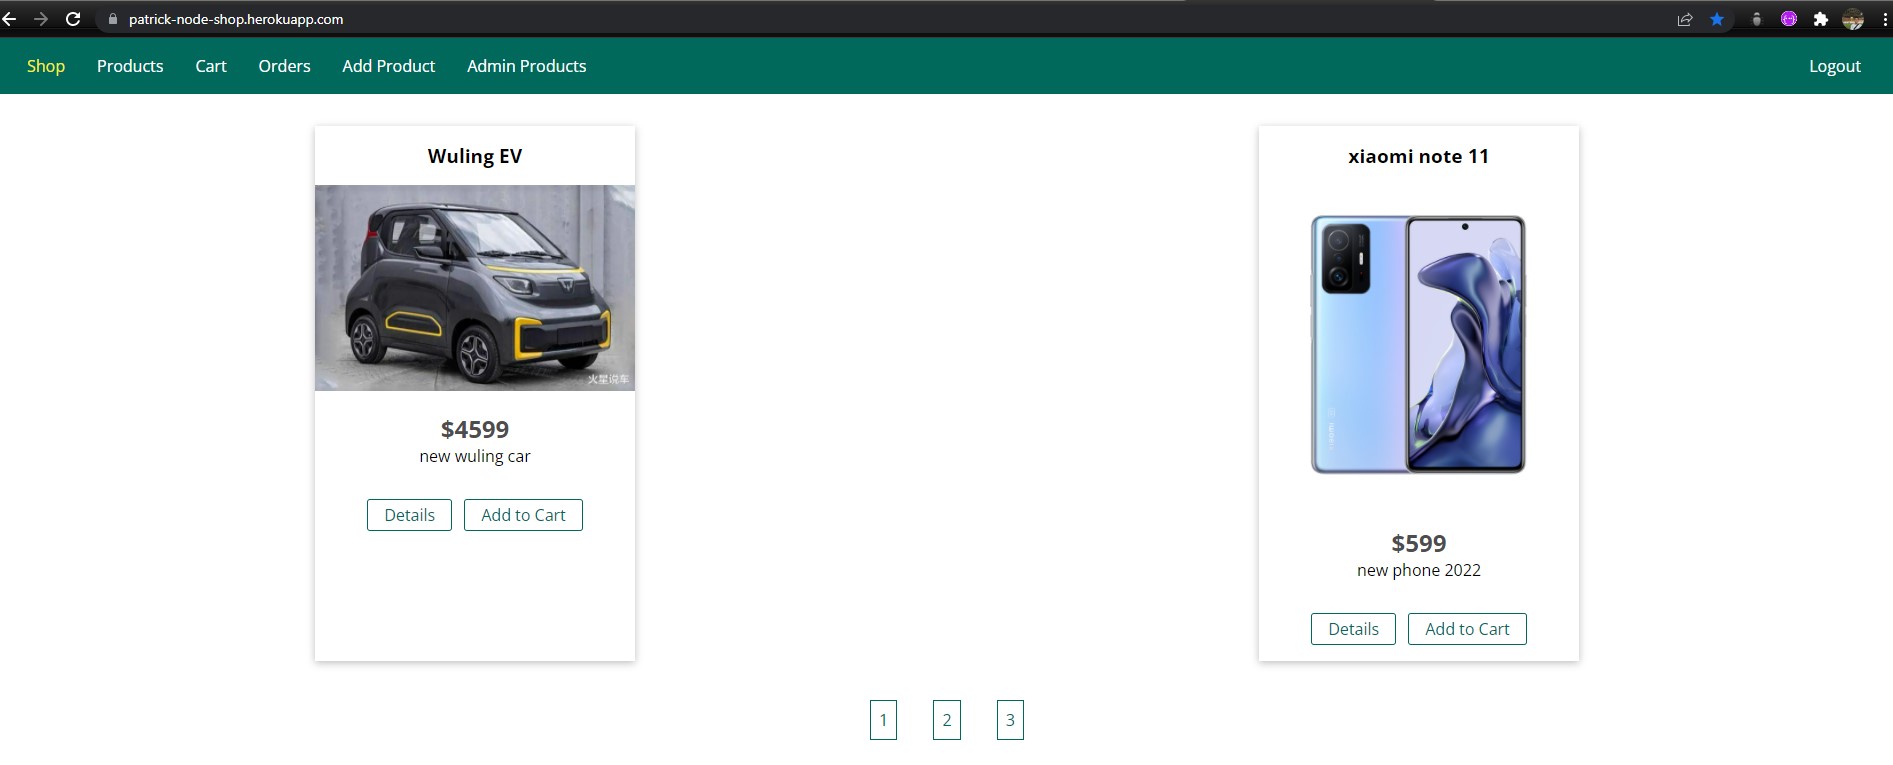 patrick-node-shop.herokuapp.com
Shop Products Cart Orders Add Product Admin Products Logout
Wuling EV
火星说车
$4599
new wuling car
Details Add to Cart
xiaomi note 11
xiaomi
$599
new phone 2022
Details Add to Cart
1 2 3